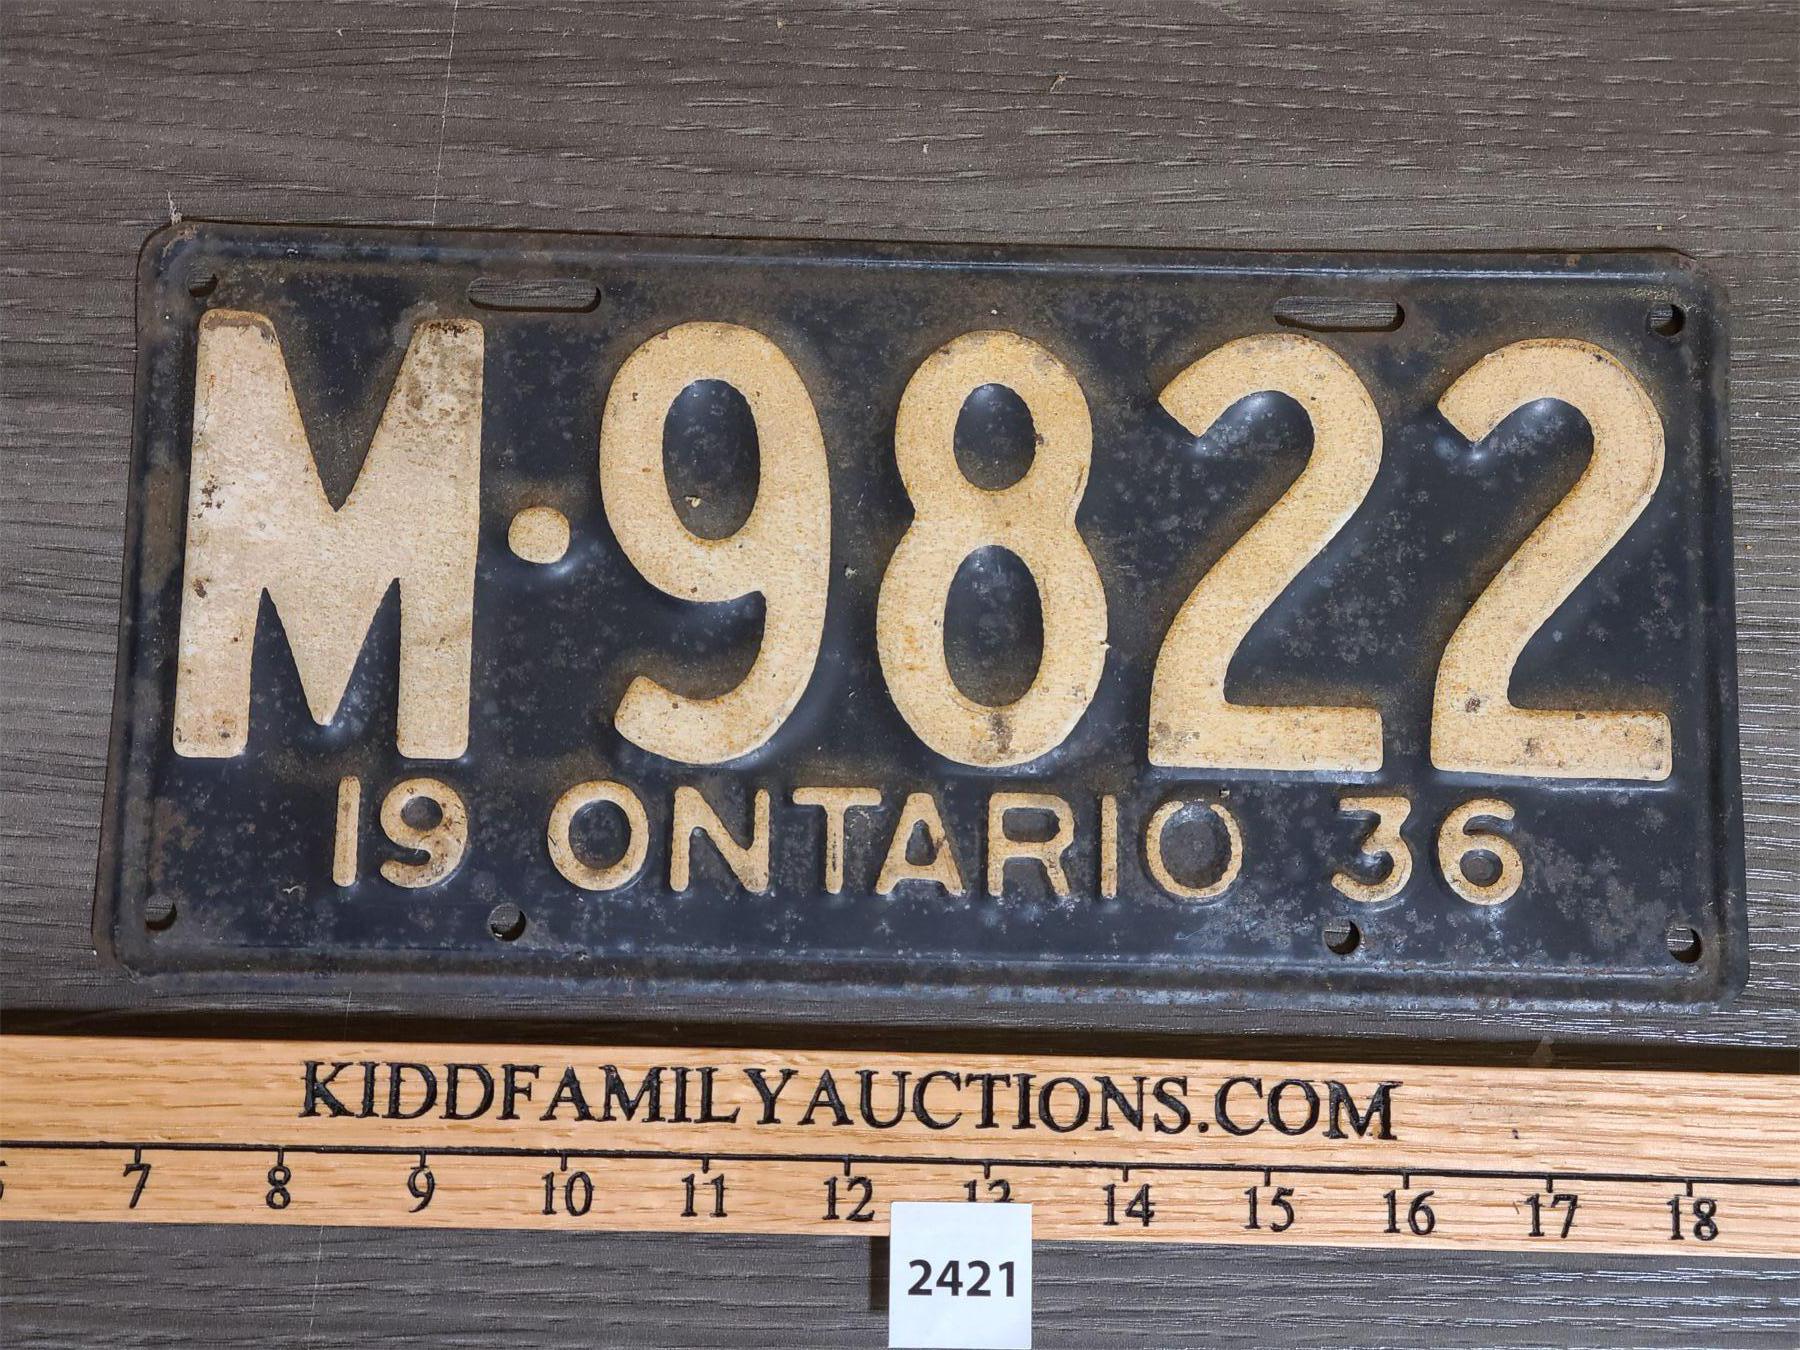 M·9822
19 ONTARIO 36
KIDDFAMILYAUCTIONS.COM
7 8 9 10 11 12 13 14 15 16 17 18
2421